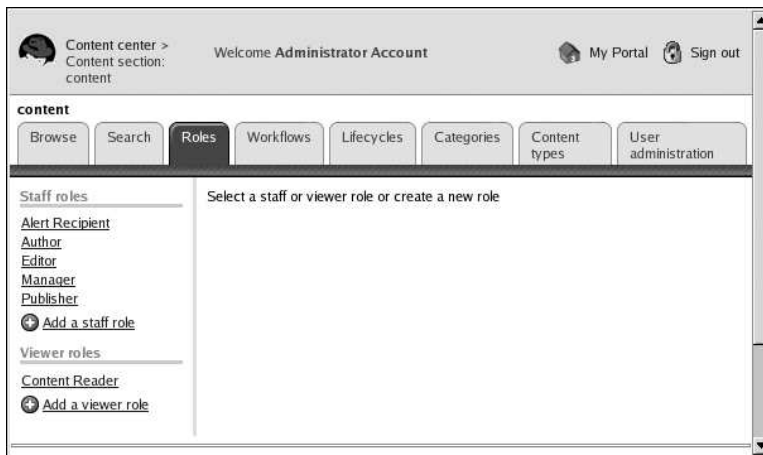 Content center >
Content section:
content
Welcome Administrator Account
My Portal
Sign out
content
Browse
Search
Roles
Workflows
Lifecycles
Categories
Content
types
User
administration
Staff roles
Alert Recipient
Author
Editor
Manager
Publisher
Add a staff role
Viewer roles
Content Reader
Add a viewer role
Select a staff or viewer role or create a new role